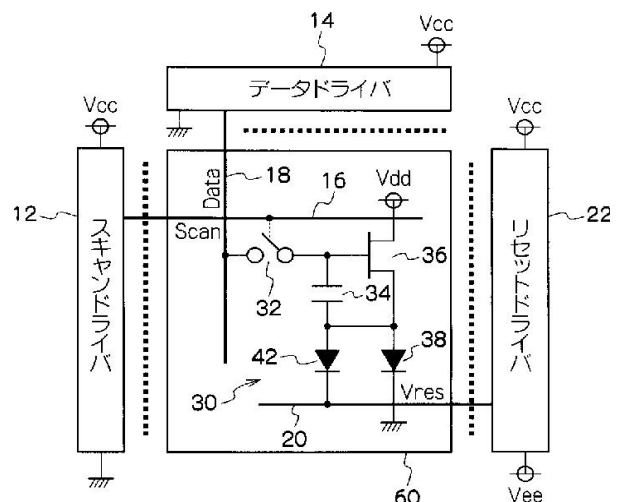 14
Vcc
データドライバ
Vcc
Vcc
12
スキャンドライバ
Data
18
16
Vdd
Scan
32
34
36
42
38
30
Vres
20
リセットドライバ
22
60
Vee